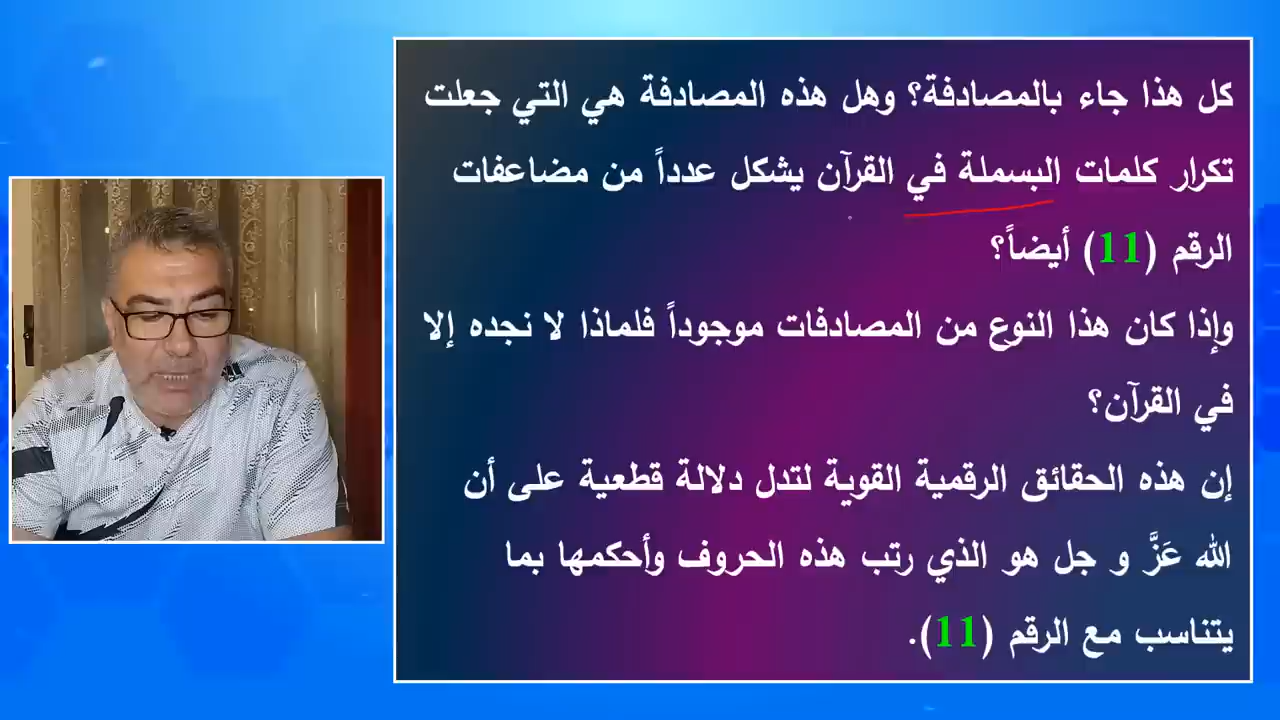 كل هذا جاء بالمصادفة؟ وهل هذه المصادفة هي التي جعلت
تكرار كلمات البسملة في القرآن يشكل عدداً من مضاعفات
الرقم (11) أيضاً؟
وإذا كان هذا النوع من المصادفات موجوداً فلماذا لا نجده إلا
في القرآن؟
إن هذه الحقائق الرقمية القوية لتدل دلالة قطعية على أن
الله عَزَّ و جل هو الذي رتب هذه الحروف وأحكمها بما
يتناسب مع الرقم (11).